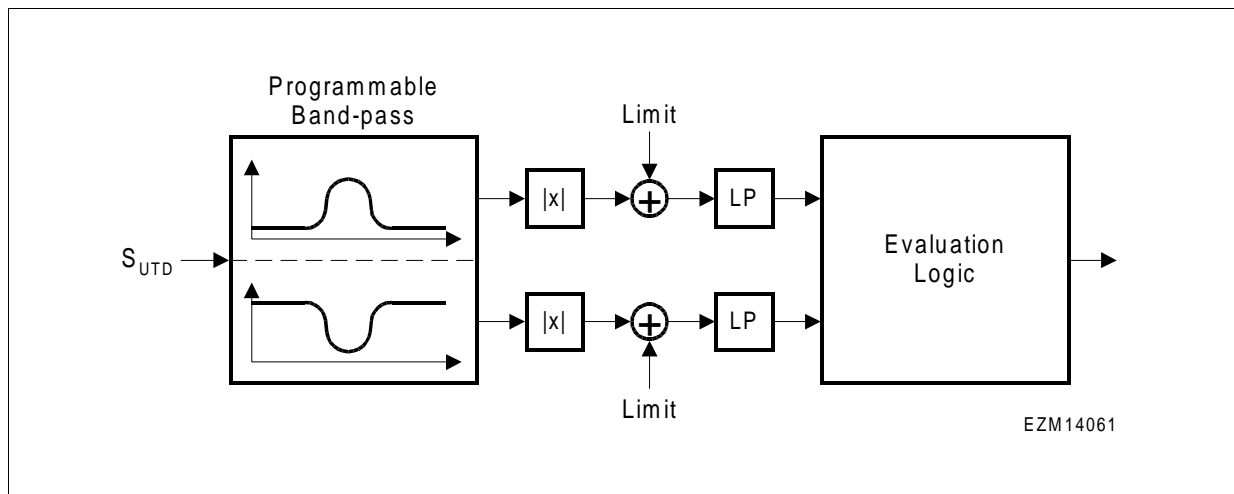 Programmable
Band-pass
Limit
|x|
+
LP
S_UTD
Evaluation
Logic
|x|
+
LP
Limit
EZM14061